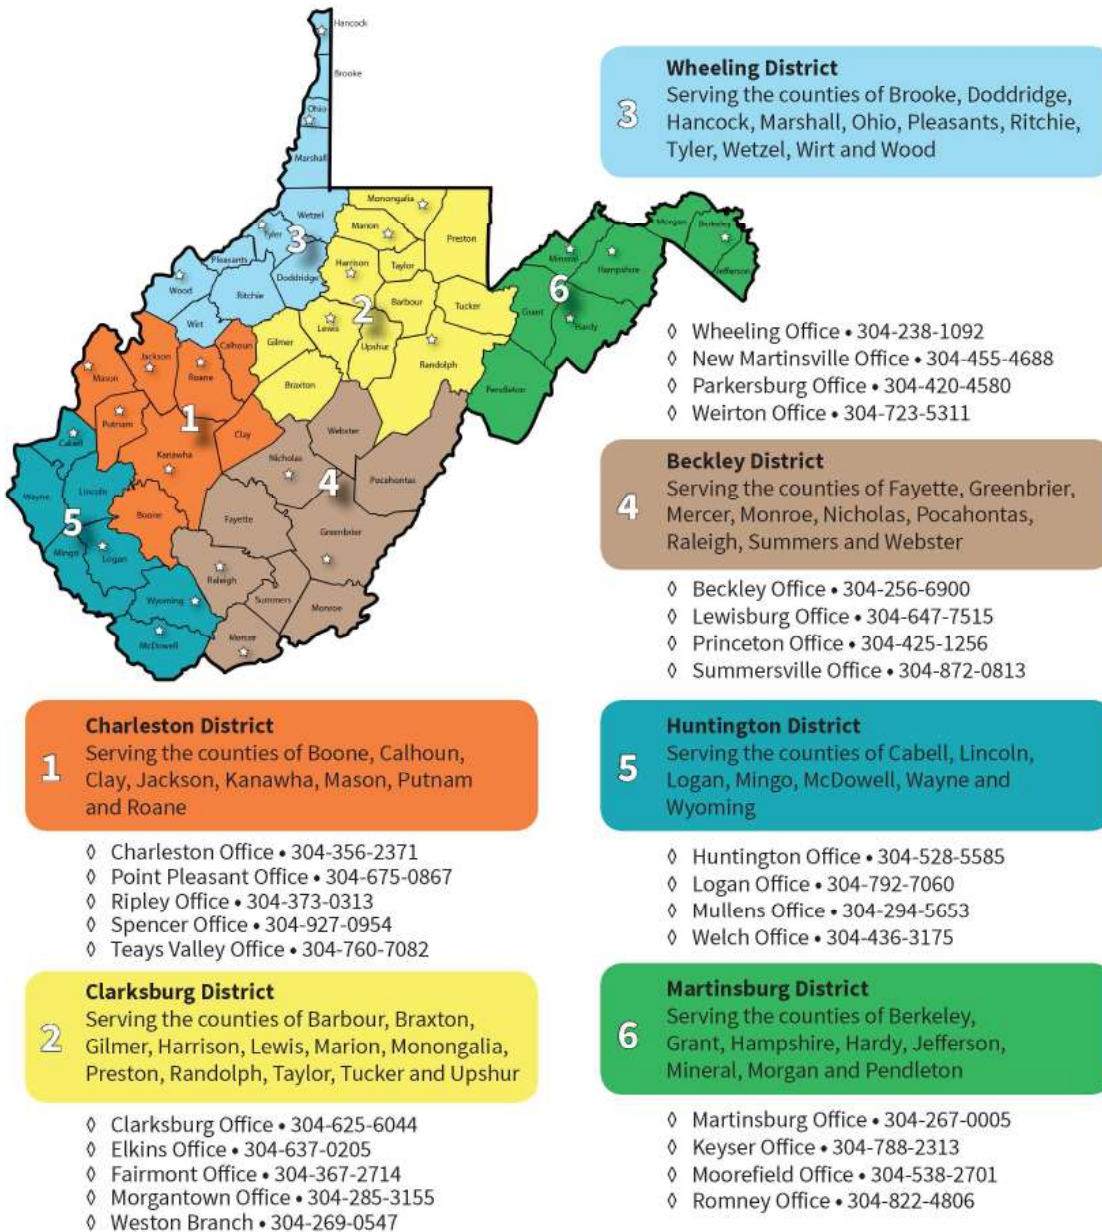 Hancock
Brooke
Ohio
Marshall
Wetzel
Monongalia
Marion
Preston
Tyler
3
Pleasants
Doddridge
Harrison
Taylor
Wood
Ritchie
Barbour
Tucker
Wirt
2
Lewis
Upshur
Gilmer
Randolph
Braxton
Morgan
Berkeley
Jefferson
Mineral
Hampshire
6
Grant
Hardy
Pendleton
Jackson
Calhoun
Roane
Mason
Putnam
1
Clay
Kanawha
Boone
Webster
Nicholas
4
Pocahontas
Fayette
Greenbrier
Raleigh
Summers
Monroe
Mercer
Cabell
Wayne
Lincoln
5
Mingo
Logan
Wyoming
McDowell
3
Wheeling District
Serving the counties of Brooke, Doddridge,
Hancock, Marshall, Ohio, Pleasants, Ritchie,
Tyler, Wetzel, Wirt and Wood
◊ Wheeling Office • 304-238-1092
◊ New Martinsville Office • 304-455-4688
◊ Parkersburg Office • 304-420-4580
◊ Weirton Office • 304-723-5311
4
Beckley District
Serving the counties of Fayette, Greenbrier,
Mercer, Monroe, Nicholas, Pocahontas,
Raleigh, Summers and Webster
◊ Beckley Office • 304-256-6900
◊ Lewisburg Office • 304-647-7515
◊ Princeton Office • 304-425-1256
◊ Summersville Office • 304-872-0813
1
Charleston District
Serving the counties of Boone, Calhoun,
Clay, Jackson, Kanawha, Mason, Putnam
and Roane
◊ Charleston Office • 304-356-2371
◊ Point Pleasant Office • 304-675-0867
◊ Ripley Office • 304-373-0313
◊ Spencer Office • 304-927-0954
◊ Teays Valley Office • 304-760-7082
5
Huntington District
Serving the counties of Cabell, Lincoln,
Logan, Mingo, McDowell, Wayne and
Wyoming
◊ Huntington Office • 304-528-5585
◊ Logan Office • 304-792-7060
◊ Mullens Office • 304-294-5653
◊ Welch Office • 304-436-3175
2
Clarksburg District
Serving the counties of Barbour, Braxton,
Gilmer, Harrison, Lewis, Marion, Monongalia,
Preston, Randolph, Taylor, Tucker and Upshur
◊ Clarksburg Office • 304-625-6044
◊ Elkins Office • 304-637-0205
◊ Fairmont Office • 304-367-2714
◊ Morgantown Office • 304-285-3155
◊ Weston Branch • 304-269-0547
6
Martinsburg District
Serving the counties of Berkeley,
Grant, Hampshire, Hardy, Jefferson,
Mineral, Morgan and Pendleton
◊ Martinsburg Office • 304-267-0005
◊ Keyser Office • 304-788-2313
◊ Moorefield Office • 304-538-2701
◊ Romney Office • 304-822-4806